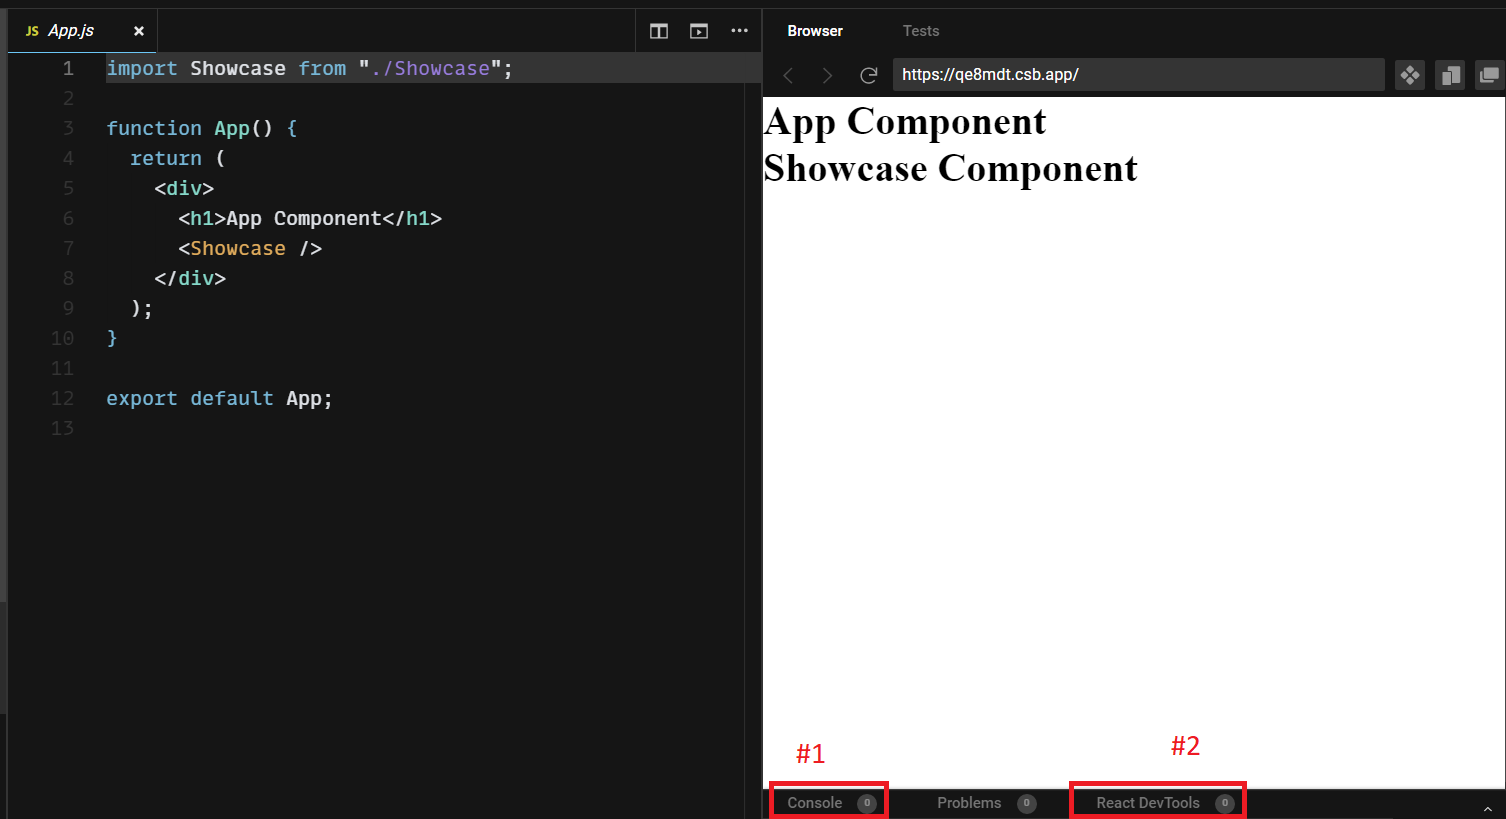 JS App.js ×
1 import Showcase from "./Showcase";
2
3 function App() {
4 return (
5 <div>
6 <h1>App Component</h1>
7 <Showcase />
8 </div>
9 );
10 }
11
12 export default App;
13
Browser Tests
https://qe8mdt.csb.app/
App Component
Showcase Component
#1 #2
Console 0 Problems 0 React DevTools 0